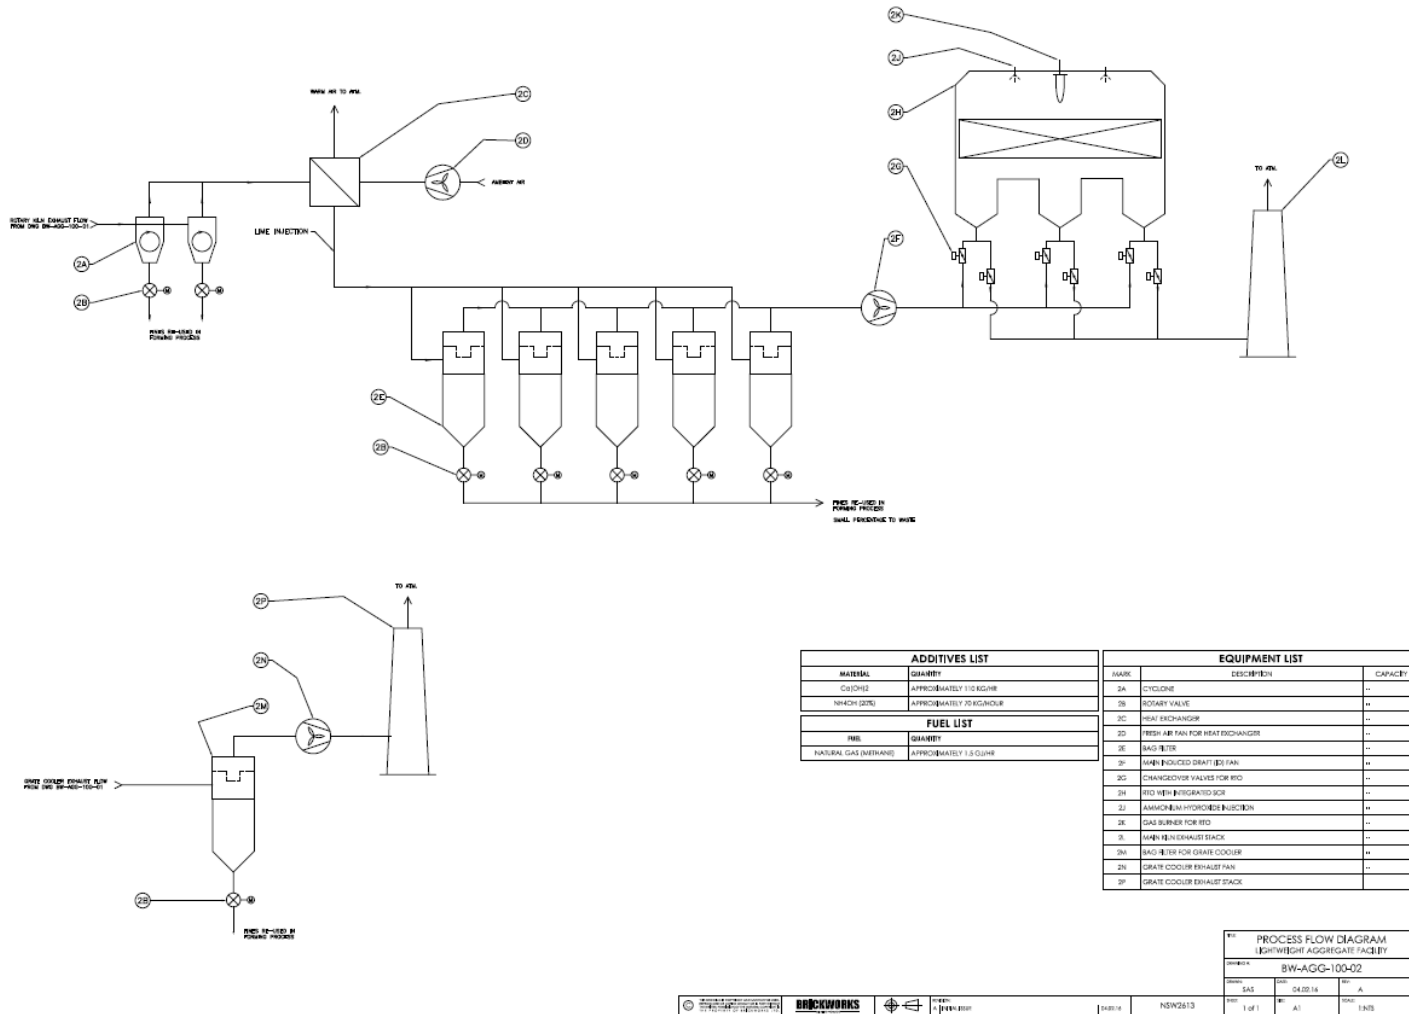 2K
2J
WARM AIR TO ATM.
2C
2H
2D
2G
2L
TO ATM.
AMBIENT AIR
ROTARY KILN EXHAUST FLOW
FROM DWG BW-AGG-100-01
LIME INJECTION
2F
2A
2B
M
M
FINES RE-USED IN
FORMING PROCESS
2E
2B
M
M
M
M
M
FINES RE-USED IN
FORMING PROCESS
SMALL PERCENTAGE TO WASTE
TO ATM.
2P
2N
2M
GRATE COOLER EXHAUST FLOW
FROM DWG BW-AGG-100-01
2B
M
FINES RE-USED IN
FORMING PROCESS
ADDITIVES LIST
MATERIAL QUANTITY
Ca(OH)2 APPROXIMATELY 110 KG/HR
NH4OH (20%) APPROXIMATELY 70 KG/HOUR
FUEL LIST
FUEL QUANTITY
NATURAL GAS (METHANE) APPROXIMATELY 1.5 GJ/HR
EQUIPMENT LIST
MARK DESCRIPTION CAPACITY
2A CYCLONE --
2B ROTARY VALVE --
2C HEAT EXCHANGER --
2D FRESH AIR FAN FOR HEAT EXCHANGER --
2E BAG FILTER --
2F MAIN INDUCED DRAFT (ID) FAN --
2G CHANGEOVER VALVES FOR RTO --
2H RTO WITH INTEGRATED SCR --
2J AMMONIUM HYDROXIDE INJECTION --
2K GAS BURNER FOR RTO --
2L MAIN KILN EXHAUST STACK --
2M BAG FILTER FOR GRATE COOLER --
2N GRATE COOLER EXHAUST FAN --
2P GRATE COOLER EXHAUST STACK
TITLE
PROCESS FLOW DIAGRAM
LIGHTWEIGHT AGGREGATE FACILITY
BW-AGG-100-02
SAS 04.02.16 A
1 of 1 A1 1:NTS
©
BRICKWORKS
A INITIAL ISSUE 04.02.16
NSW2613